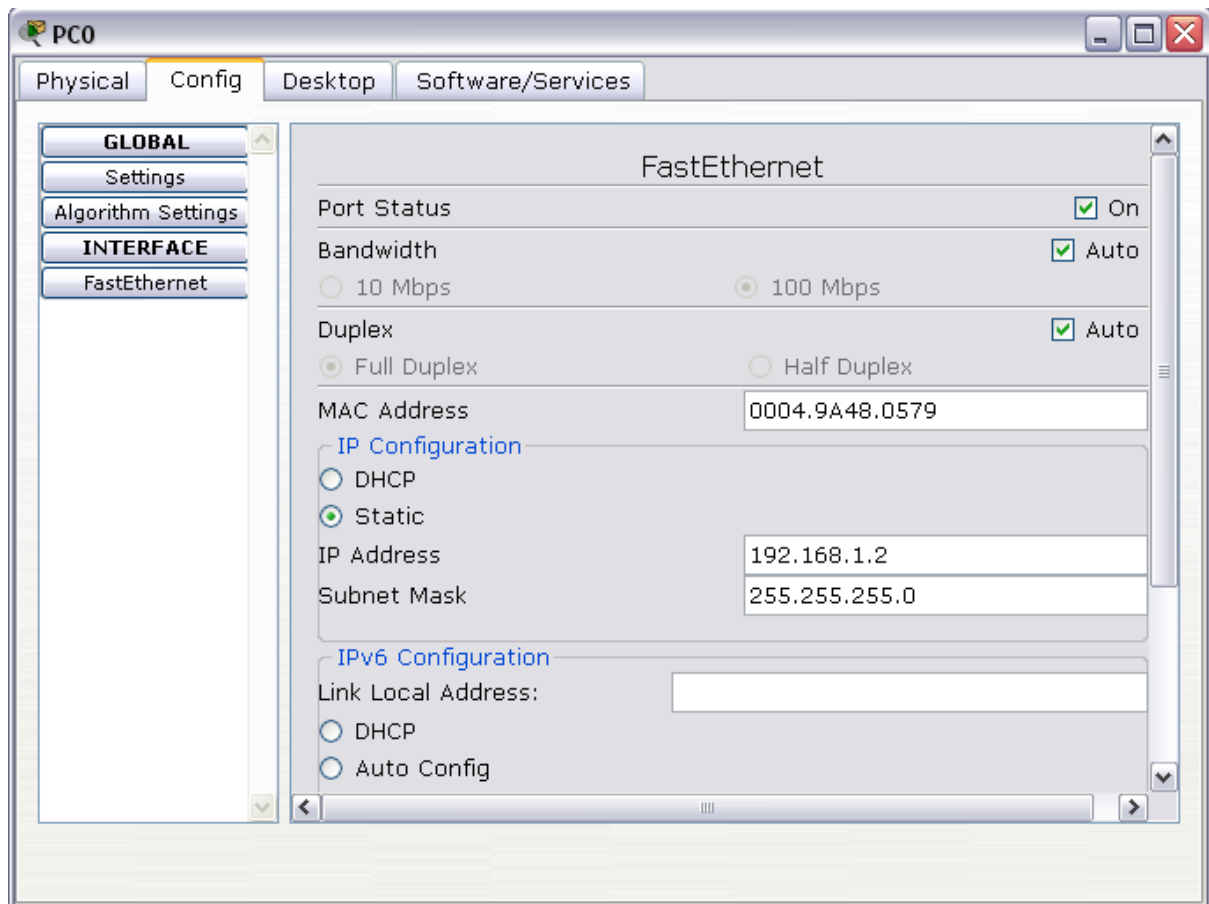 PC0
Physical Config Desktop Software/Services
GLOBAL
Settings
Algorithm Settings
INTERFACE
FastEthernet
FastEthernet
Port Status On
Bandwidth Auto
10 Mbps 100 Mbps
Duplex Auto
Full Duplex Half Duplex
MAC Address 0004.9A48.0579
IP Configuration
DHCP
Static
IP Address 192.168.1.2
Subnet Mask 255.255.255.0
IPv6 Configuration
Link Local Address:
DHCP
Auto Config